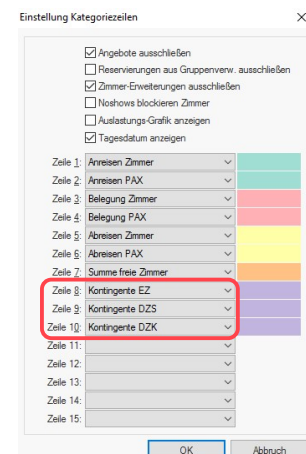 Einstellung Kategoriezeilen
Angebote ausschließen
Reservierungen aus Gruppenverw. ausschließen
Zimmer-Erweiterungen ausschließen
Noshows blockieren Zimmer
Auslastungs-Grafik anzeigen
Tagesdatum anzeigen
Zeile 1: Anreisen Zimmer
Zeile 2: Anreisen PAX
Zeile 3: Belegung Zimmer
Zeile 4: Belegung PAX
Zeile 5: Abreisen Zimmer
Zeile 6: Abreisen PAX
Zeile 7: Summe freie Zimmer
Zeile 8: Kontingente EZ
Zeile 9: Kontingente DZS
Zeile 10: Kontingente DZK
Zeile 11:
Zeile 12:
Zeile 13:
Zeile 14:
Zeile 15:
OK Abbruch